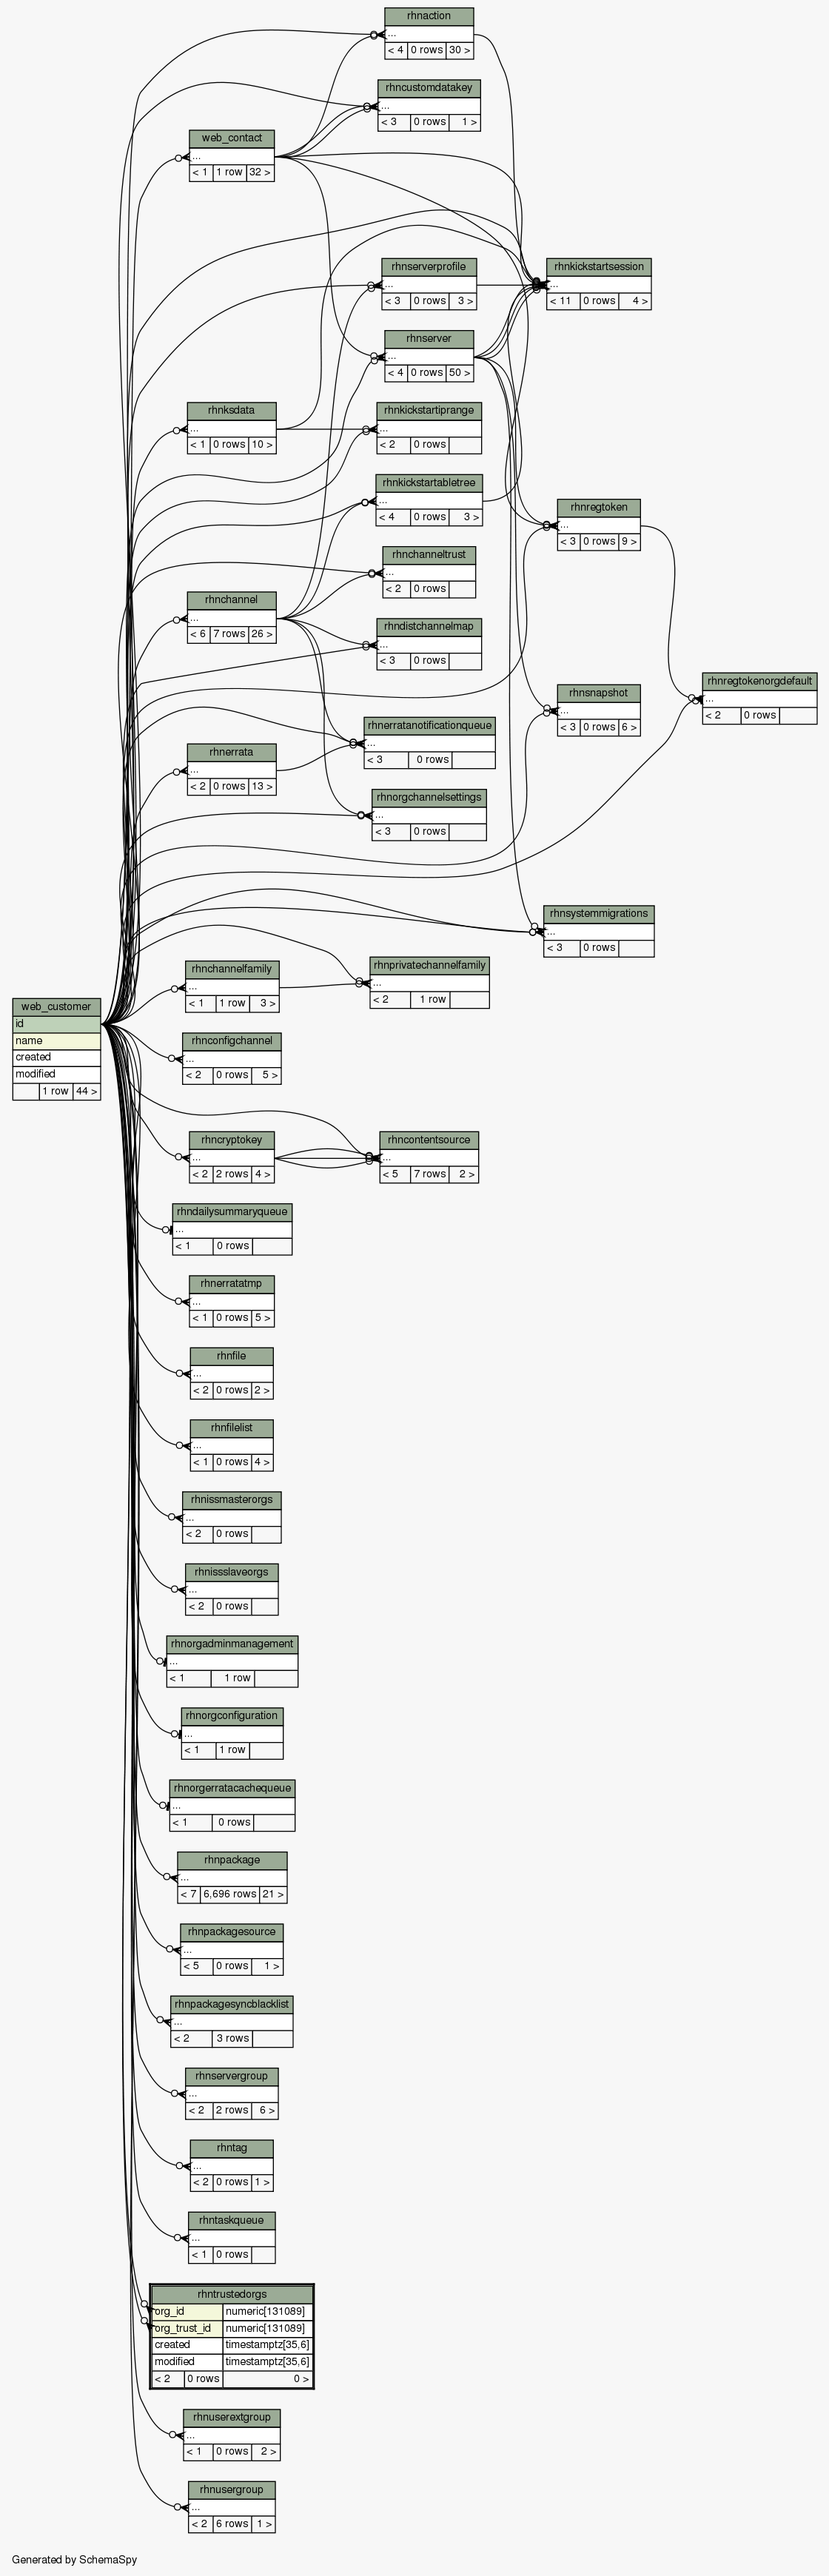 rhnaction
...
< 4 0 rows 30 >
rhncustomdatakey
...
< 3 0 rows 1 >
web_contact
...
< 1 1 row 32 >
rhnserverprofile
...
< 3 0 rows 3 >
rhnkickstartsession
...
< 11 0 rows 4 >
rhnserver
...
< 4 0 rows 50 >
rhnksdata
...
< 1 0 rows 10 >
rhnkickstartiprange
...
< 2 0 rows
rhnkickstartabletree
...
< 4 0 rows 3 >
rhnregtoken
...
< 3 0 rows 9 >
rhnchanneltrust
...
< 2 0 rows
rhnchannel
...
< 6 7 rows 26 >
rhndistchannelmap
...
< 3 0 rows
rhnregtokenorgdefault
...
< 2 0 rows
rhnsnapshot
...
< 3 0 rows 6 >
rhnerratanotificationqueue
...
< 3 0 rows
rhnerrata
...
< 2 0 rows 13 >
rhnorgchannelsettings
...
< 3 0 rows
rhnsystemmigrations
...
< 3 0 rows
rhnchannelfamily
...
< 1 1 row 3 >
rhnprivatechannelfamily
...
< 2 1 row
web_customer
id
name
created
modified
1 row 44 >
rhnconfigchannel
...
< 2 0 rows 5 >
rhncryptokey
...
< 2 2 rows 4 >
rhncontentsource
...
< 5 7 rows 2 >
rhndailysummaryqueue
...
< 1 0 rows
rhnerratatmp
...
< 1 0 rows 5 >
rhnfile
...
< 2 0 rows 2 >
rhnfilelist
...
< 1 0 rows 4 >
rhnissmasterorgs
...
< 2 0 rows
rhnissslaveorgs
...
< 2 0 rows
rhnorgadminmanagement
...
< 1 1 row
rhnorgconfiguration
...
< 1 1 row
rhnorgerratacachequeue
...
< 1 0 rows
rhnpackage
...
< 7 6,696 rows 21 >
rhnpackagesource
...
< 5 0 rows 1 >
rhnpackagesyncblacklist
...
< 2 3 rows
rhnservergroup
...
< 2 2 rows 6 >
rhntag
...
< 2 0 rows 1 >
rhntaskqueue
...
< 1 0 rows
rhntrustedorgs
org_id numeric[131089]
org_trust_id numeric[131089]
created timestamptz[35,6]
modified timestamptz[35,6]
< 2 0 rows 0 >
rhnuserextgroup
...
< 1 0 rows 2 >
rhnusergroup
...
< 2 6 rows 1 >
Generated by SchemaSpy